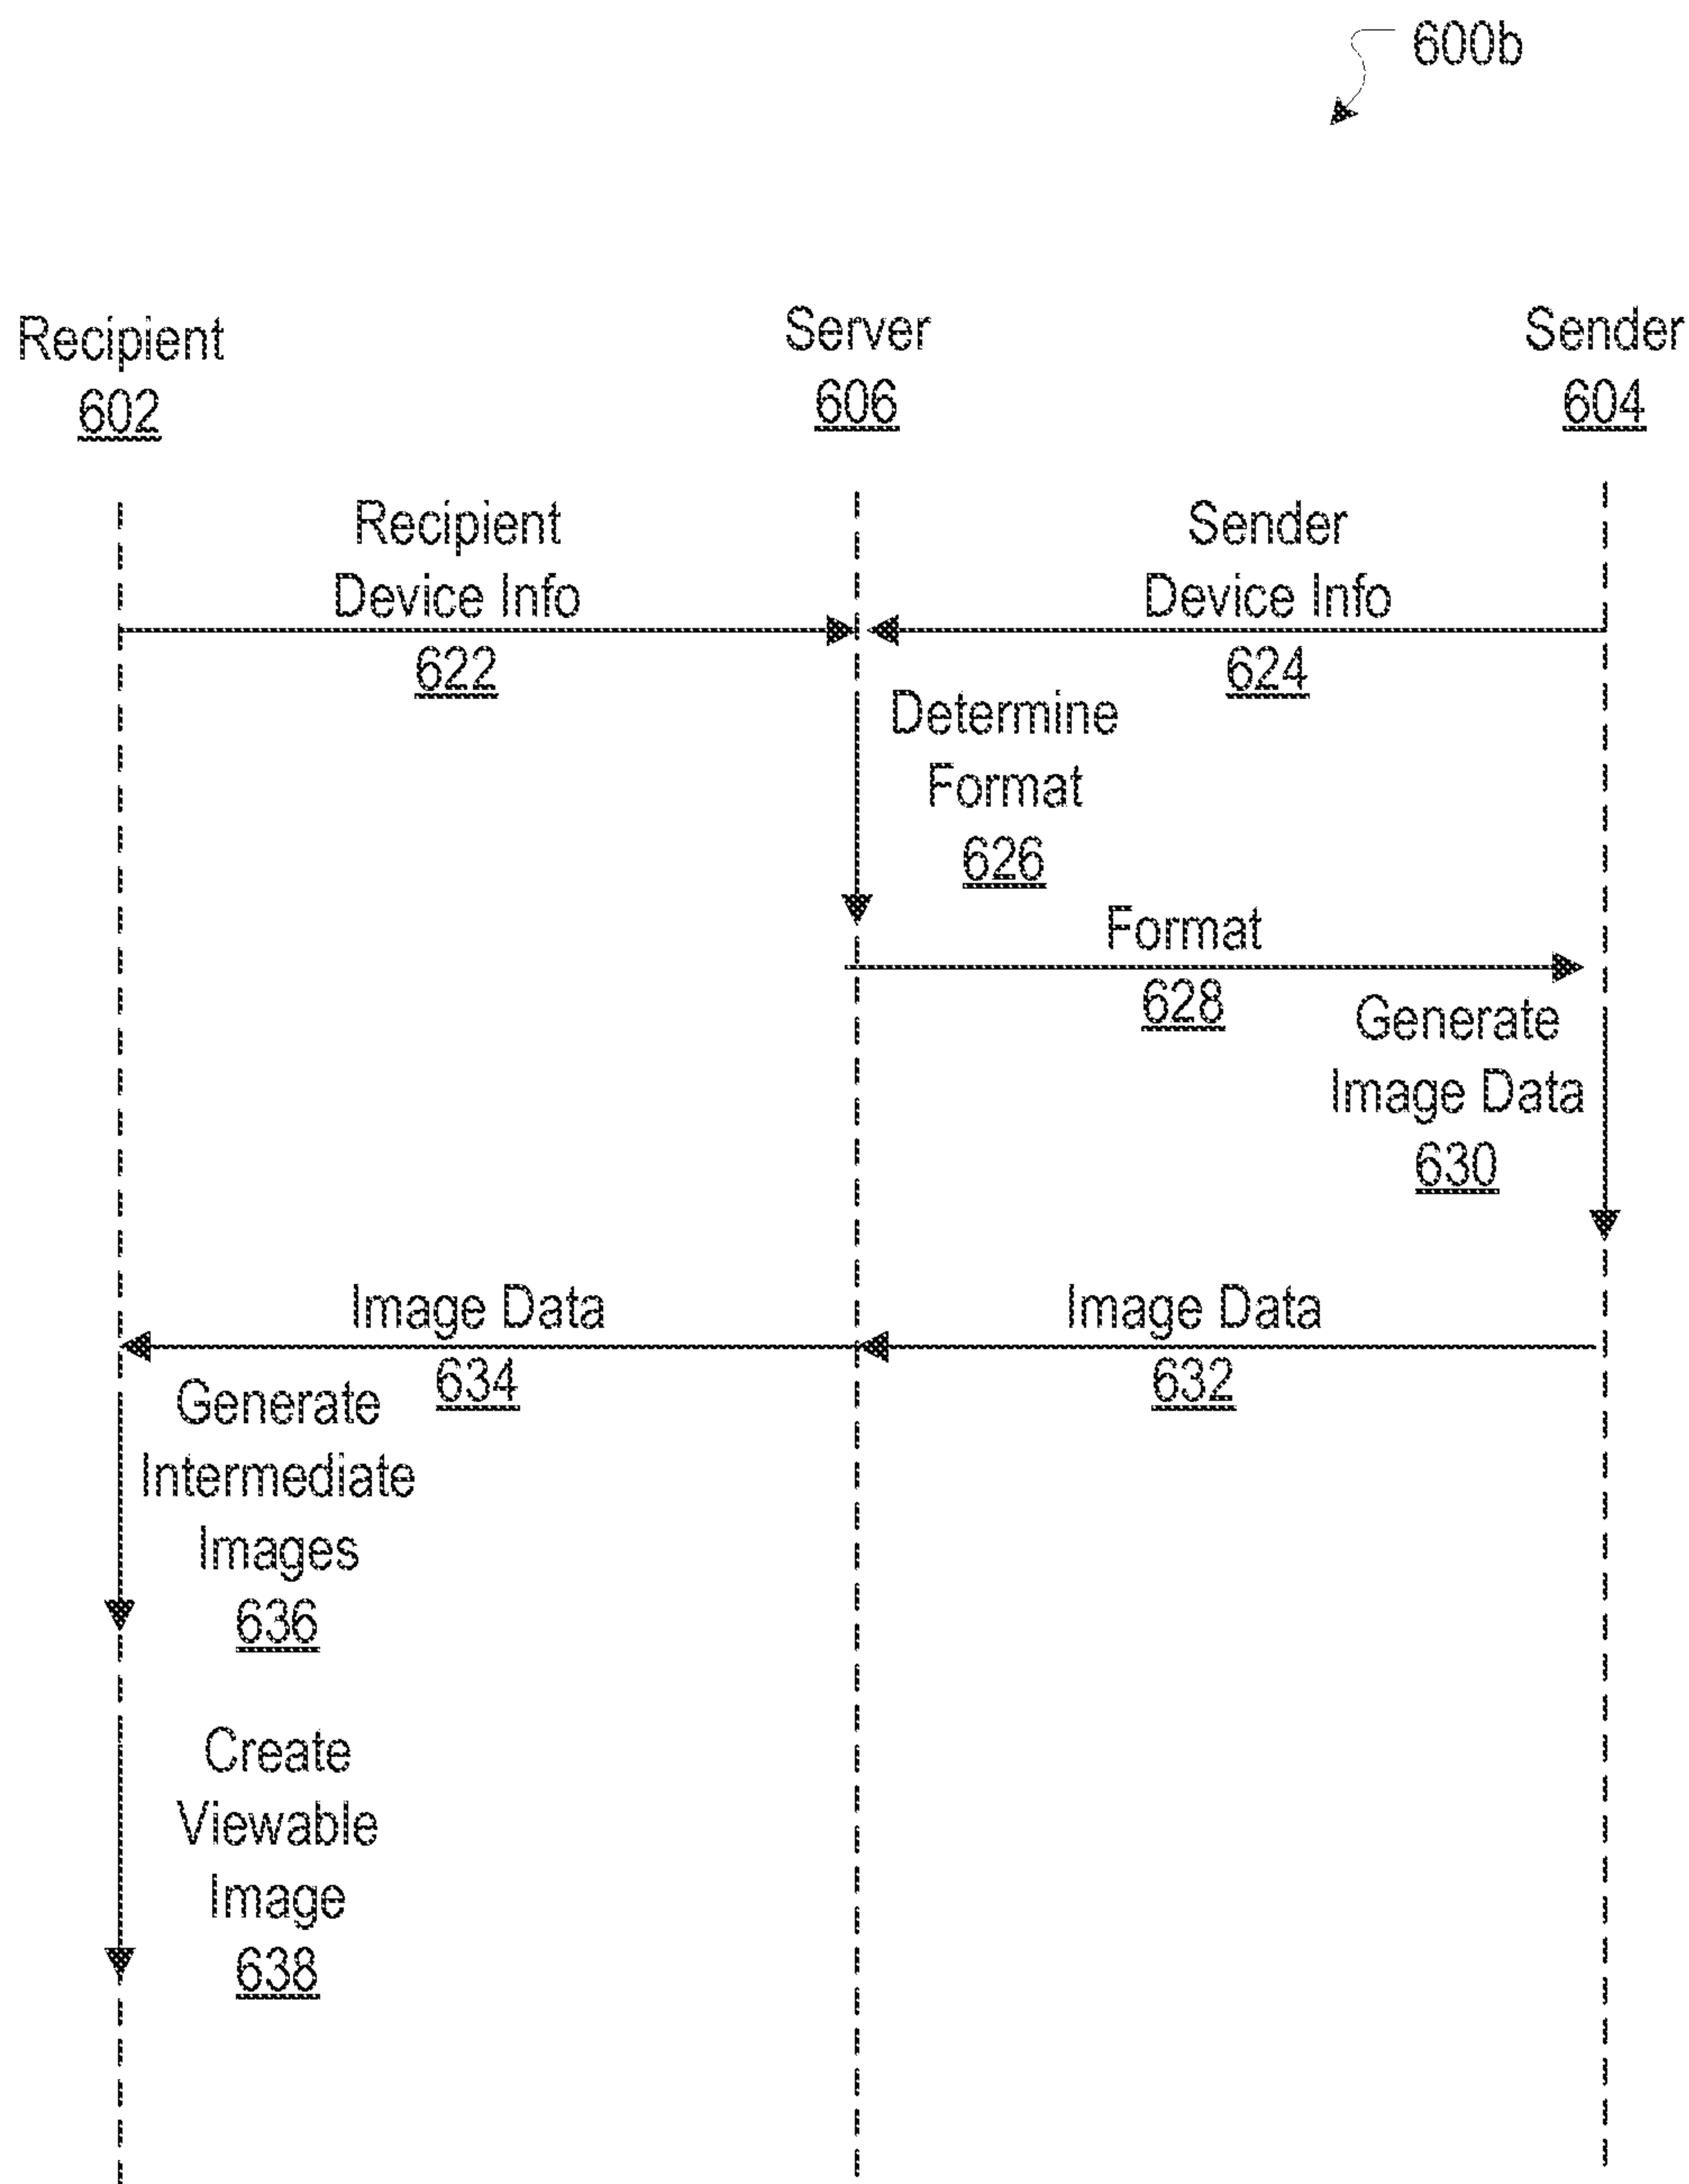 600b
Recipient
602
Server
606
Sender
604
Recipient
Device Info
622
Sender
Device Info
624
Determine
Format
626
Format
628
Generate
Image Data
630
Image Data
634
Image Data
632
Generate
Intermediate
Images
636
Create
Viewable
Image
638